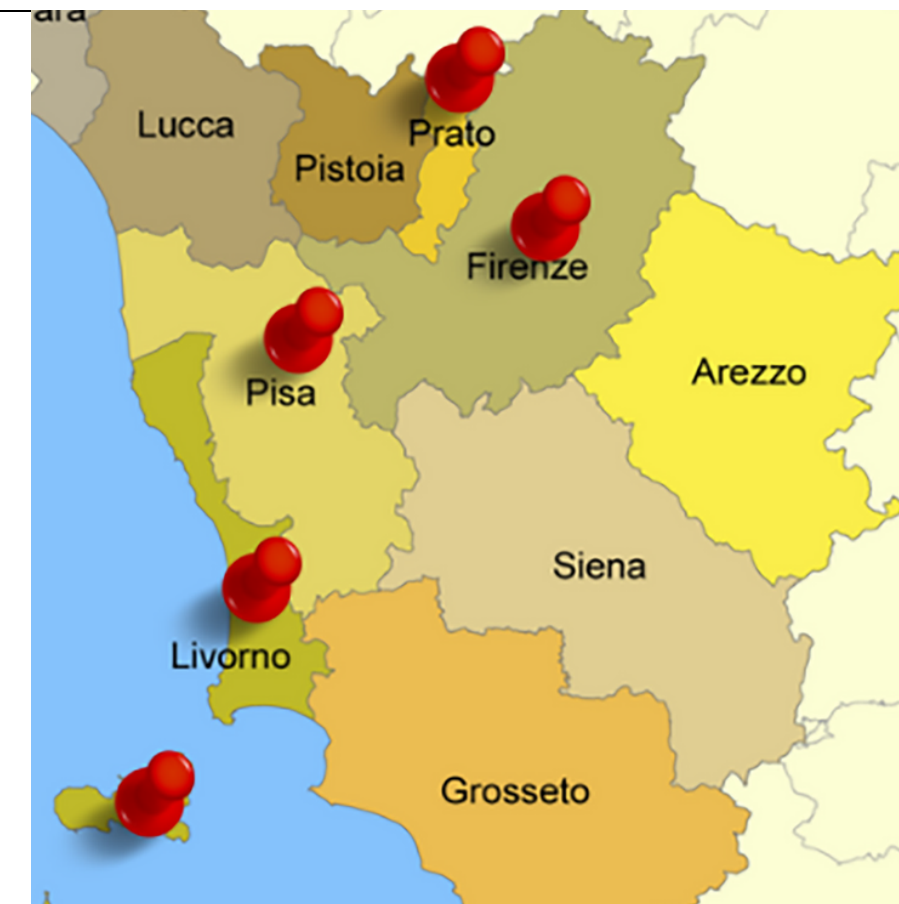 Lucca
Prato
Pistoia
Firenze
Arezzo
Pisa
Siena
Livorno
Grosseto